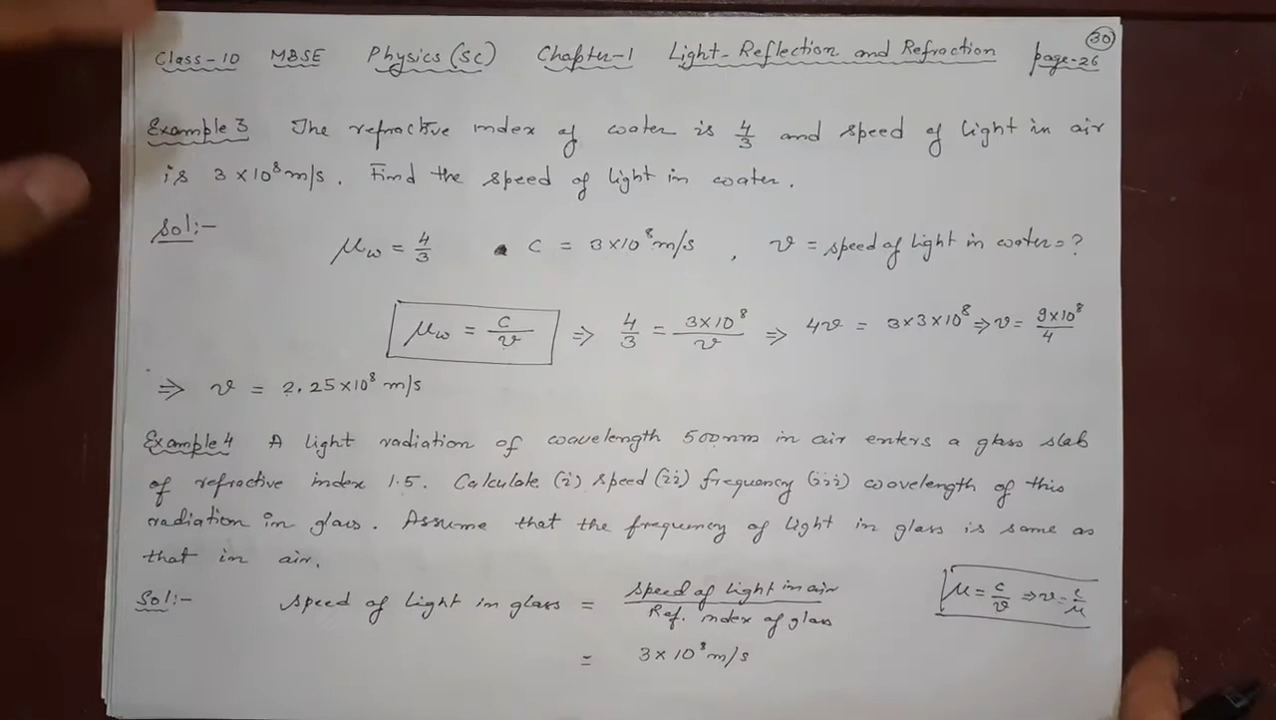 Class-10 MBSE Physics (SC) Chapter-1 Light-Reflection and Refraction page-26 30
Example 3 The refractive index of water is 4/3 and speed of light in air
is 3×10⁸m/s. Find the speed of light in water.
Sol:-
μw = 4/3 c = 3×10⁸m/s, v = speed of light in water = ?
μw = c/v ⇒ 4/3 = 3×10⁸/v ⇒ 4v = 3×3×10⁸ ⇒ v = 9×10⁸/4
⇒ v = 2.25×10⁸ m/s
Example 4 A light radiation of wavelength 500nm in air enters a glass slab
of refractive index 1.5. Calculate (i) speed (ii) frequency (iii) wavelength of this
radiation in glass. Assume that the frequency of light in glass is same as
that in air.
Sol:- speed of light in glass = speed of light in air / Ref. index of glass
μ = c/v ⇒ v = c/μ
= 3×10⁸m/s